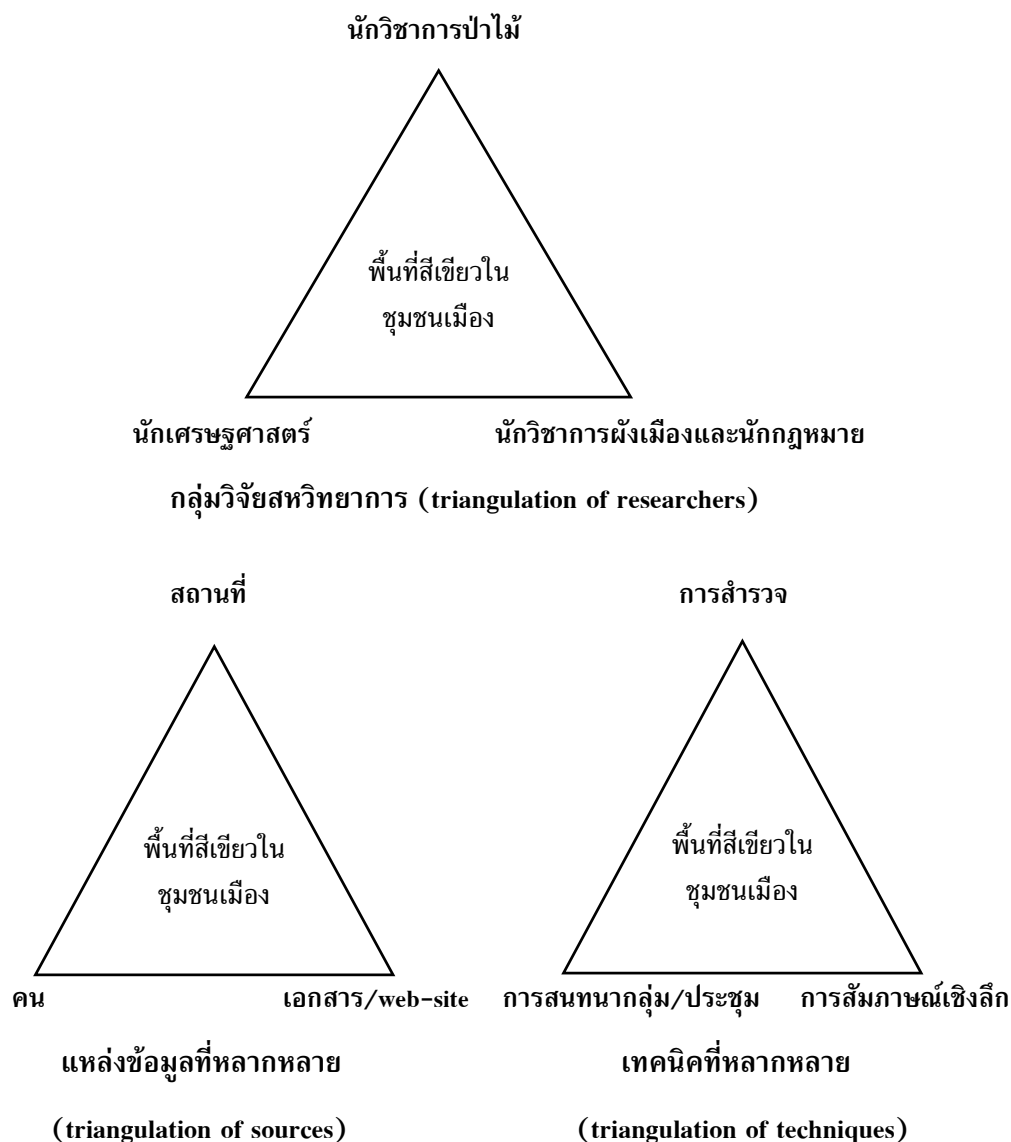 นักวิชาการป่าไม้
พื้นที่สีเขียวใน
ชุมชนเมือง
นักเศรษฐศาสตร์
นักวิชาการผังเมืองและนักกฎหมาย
กลุ่มวิจัยสหวิทยาการ (triangulation of researchers)
สถานที่
พื้นที่สีเขียวใน
ชุมชนเมือง
คน
เอกสาร/web-site
แหล่งข้อมูลที่หลากหลาย
(triangulation of sources)
การสำรวจ
พื้นที่สีเขียวใน
ชุมชนเมือง
การสนทนากลุ่ม/ประชุม
การสัมภาษณ์เชิงลึก
เทคนิคที่หลากหลาย
(triangulation of techniques)